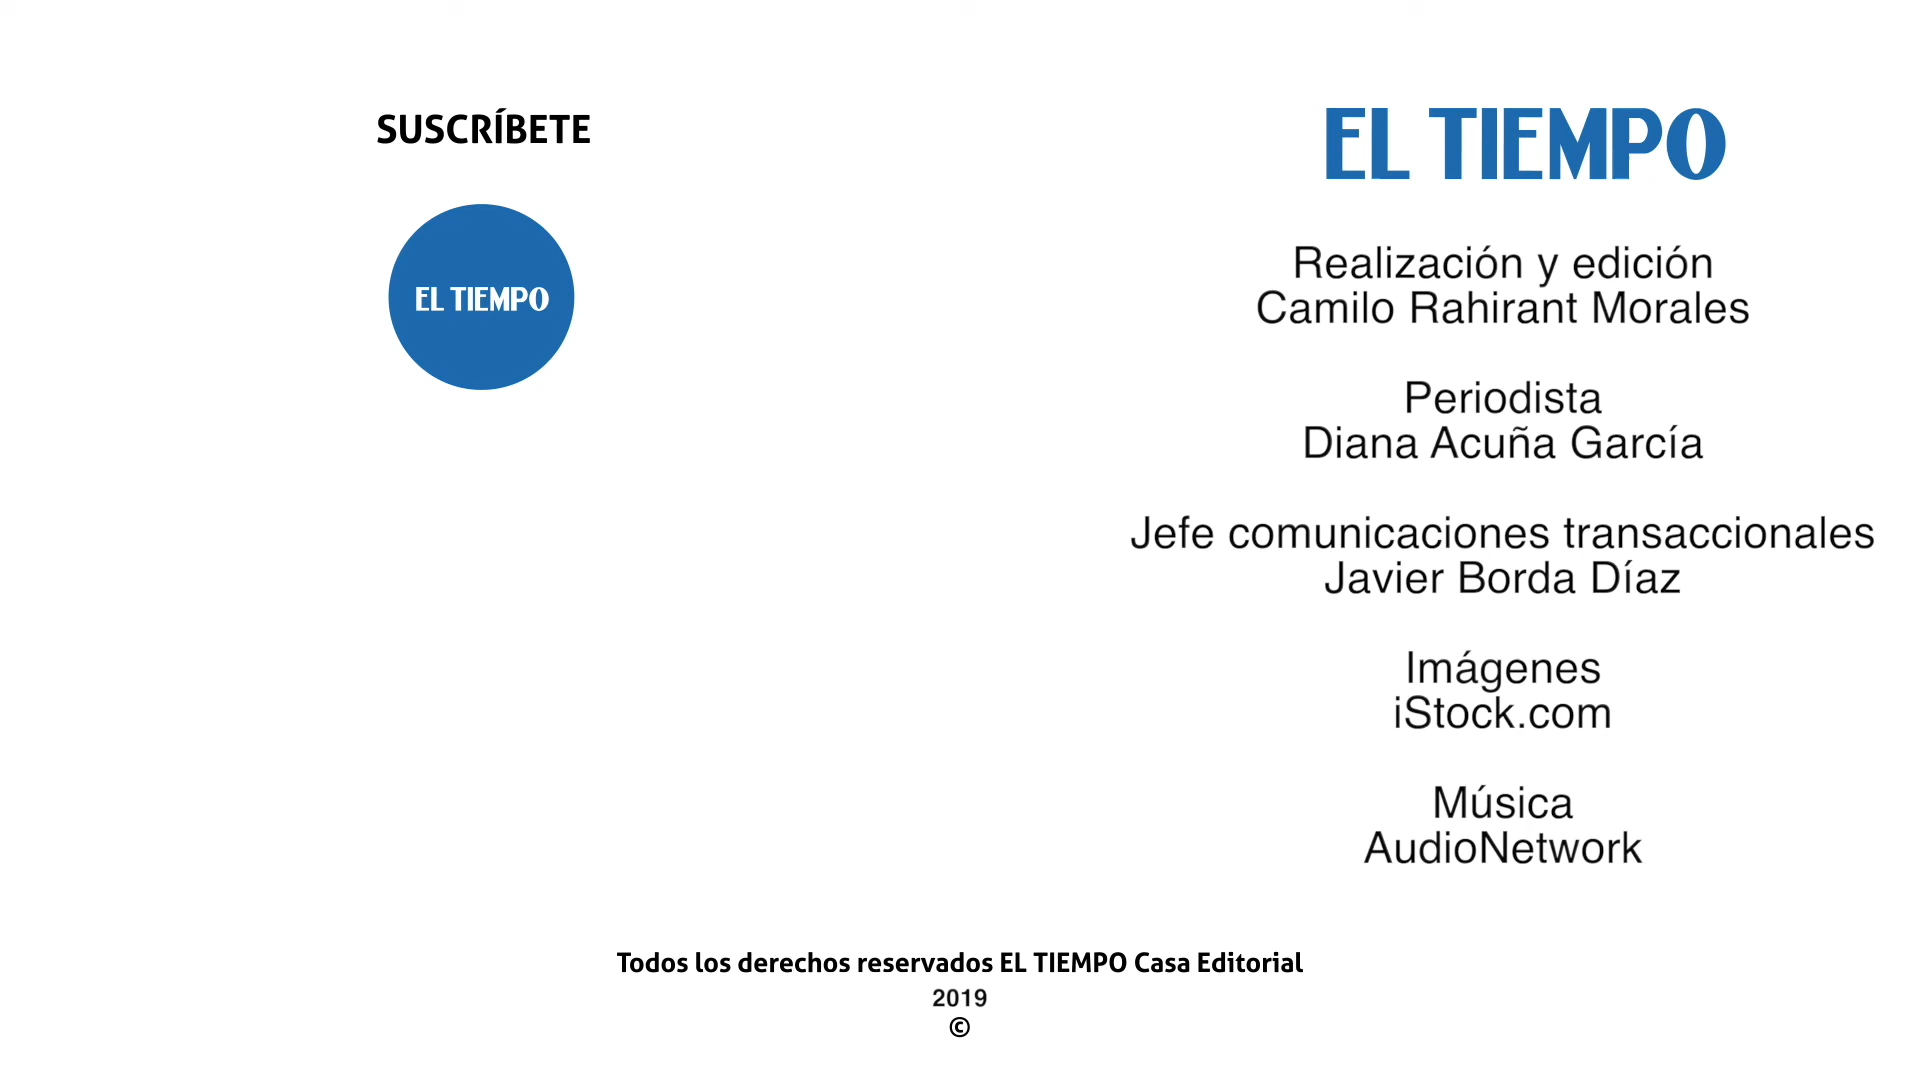 SUSCRÍBETE
EL TIEMPO
EL TIEMPO
Realización y edición
Camilo Rahirant Morales
Periodista
Diana Acuña García
Jefe comunicaciones transaccionales
Javier Borda Díaz
Imágenes
iStock.com
Música
AudioNetwork
Todos los derechos reservados EL TIEMPO Casa Editorial
2019
©